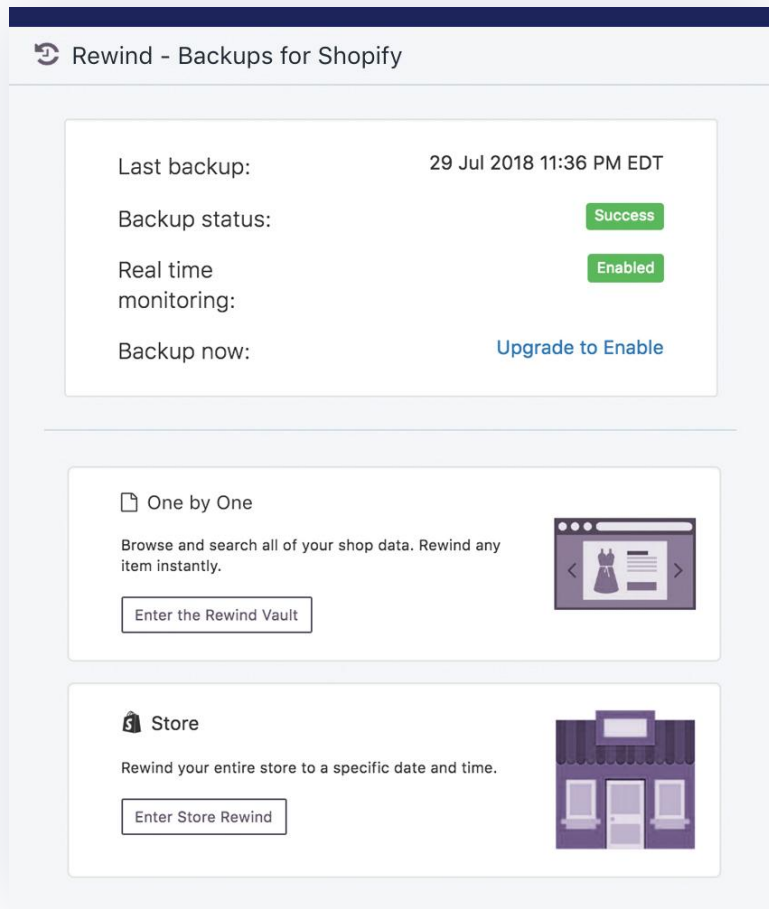 Rewind - Backups for Shopify
Last backup: 29 Jul 2018 11:36 PM EDT
Backup status: Success
Real time Enabled
monitoring:
Backup now: Upgrade to Enable
One by One
Browse and search all of your shop data. Rewind any
item instantly.
Enter the Rewind Vault
Store
Rewind your entire store to a specific date and time.
Enter Store Rewind